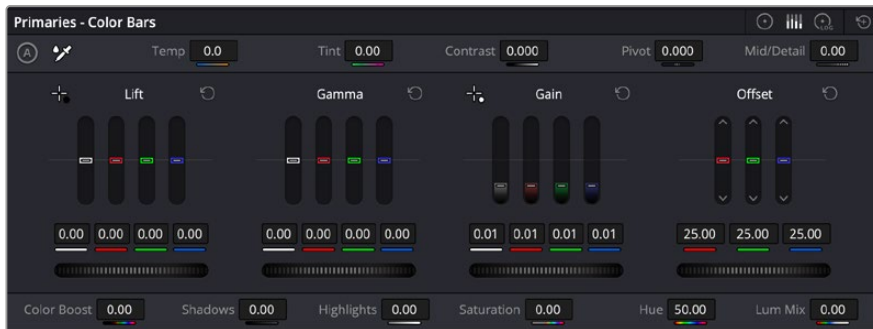 Primaries - Color Bars
LOG
A Temp 0.0 Tint 0.00 Contrast 0.000 Pivot 0.000 Mid/Detail 0.00
Lift Gamma Gain Offset
0.00 0.00 0.00 0.00 0.00 0.00 0.00 0.00 0.01 0.01 0.01 0.01 25.00 25.00 25.00
Color Boost 0.00 Shadows 0.00 Highlights 0.00 Saturation 0.00 Hue 50.00 Lum Mix 0.00